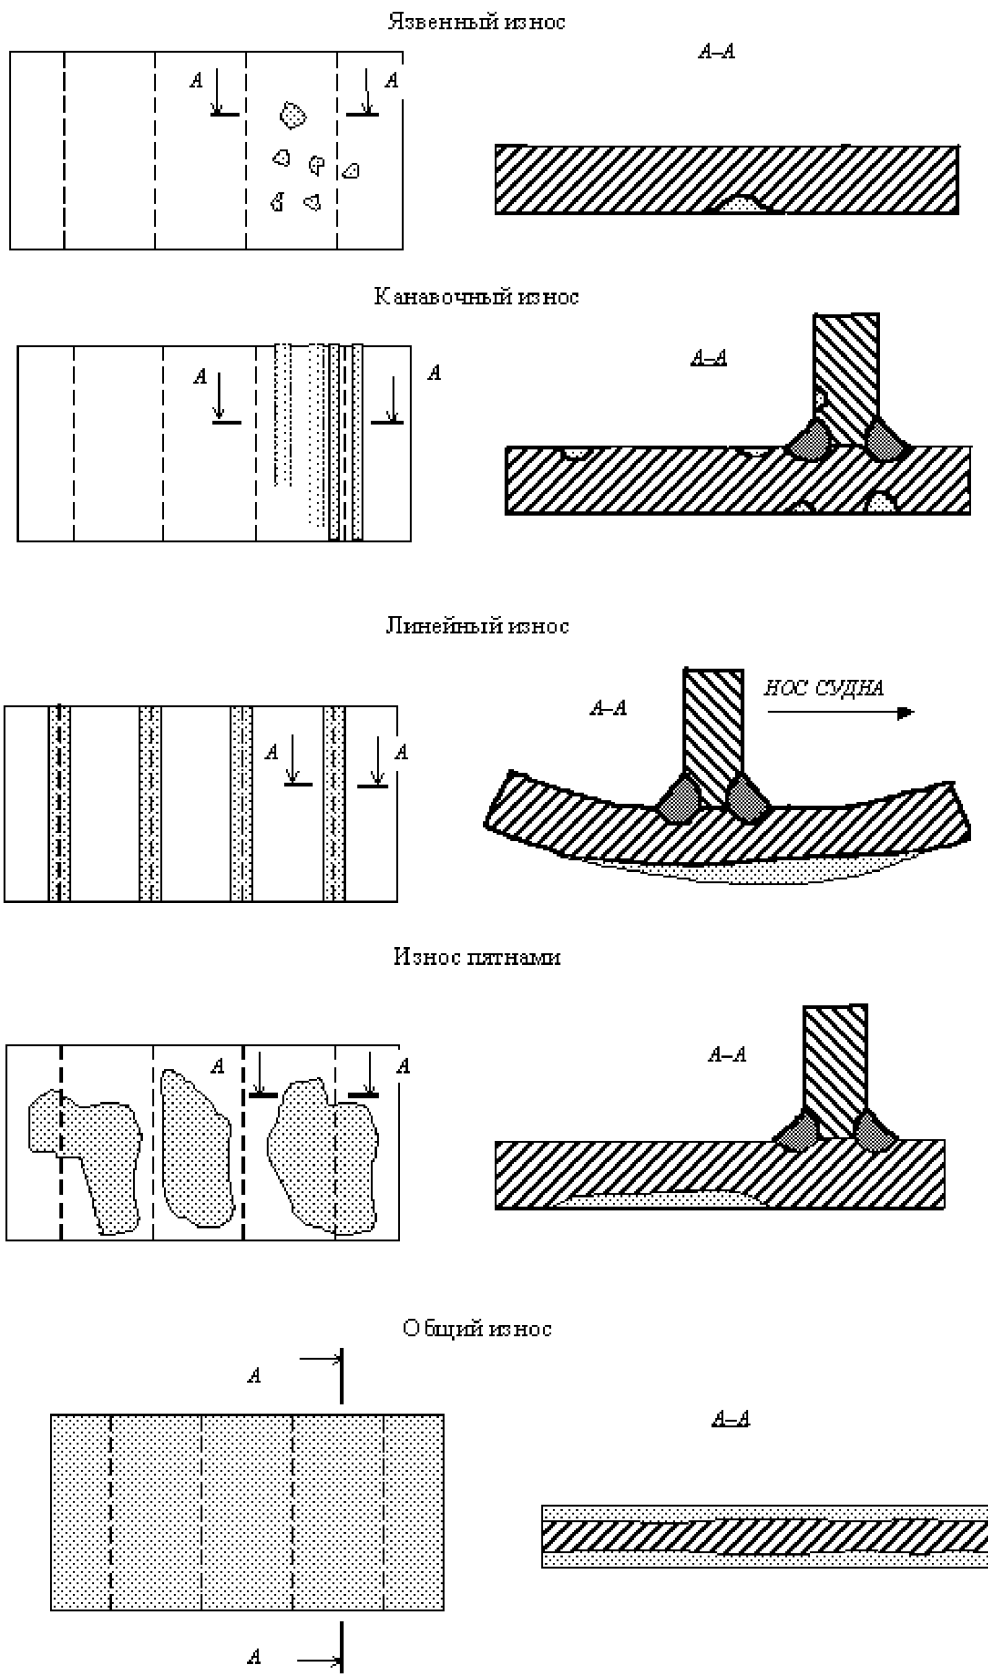 Язвенный износ
А–А
А А
Канавочный износ
А–А
А А
Линейный износ
НОС СУДНА
А–А
А А
Износ пятнами
А–А
А А
Общий износ
А
А–А
А